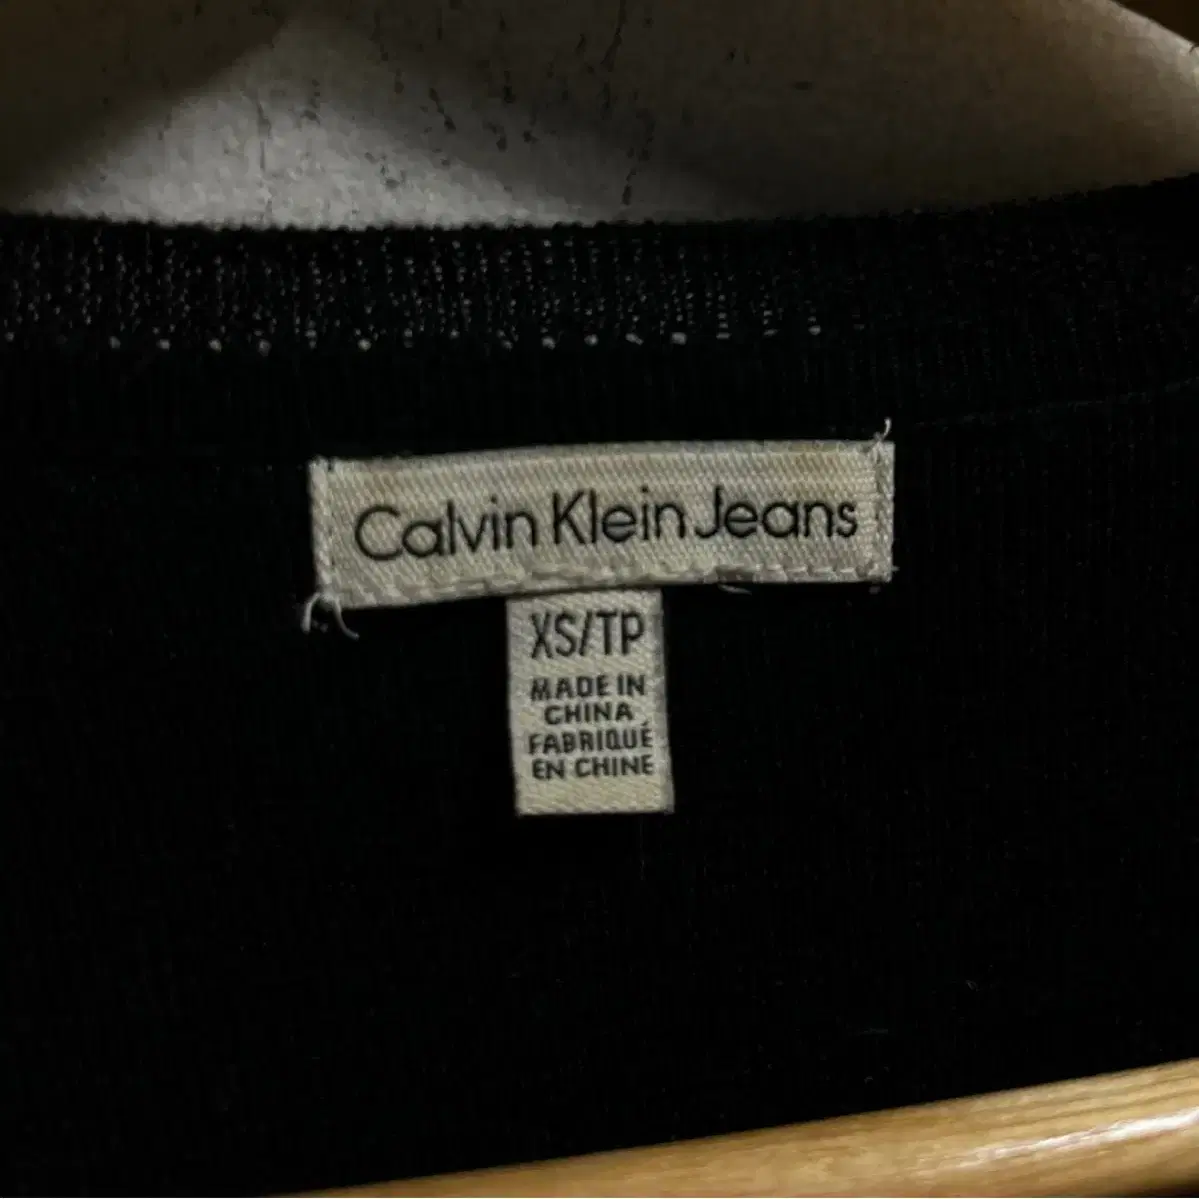 Calvin Klein Jeans
XS/TP
MADE IN
CHINA
FABRIQUÉ
EN CHINE